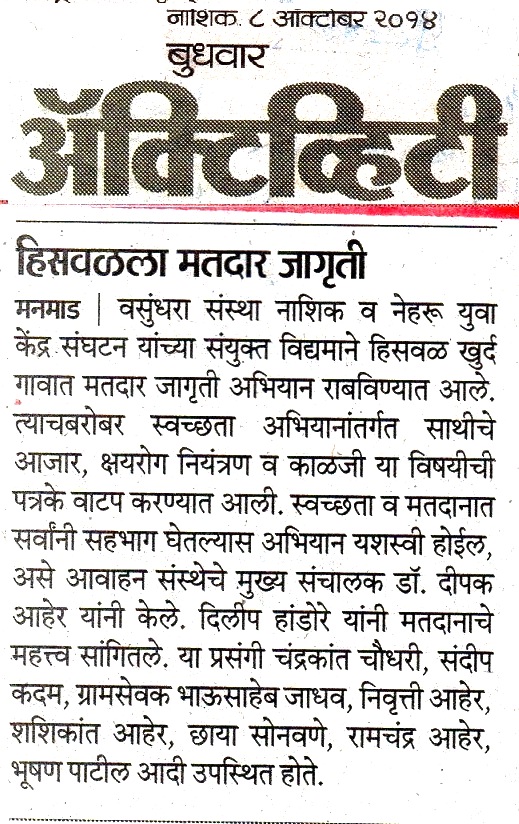 नाशिक. ८ ऑक्टोबर २०१४
बुधवार
ॲक्टिव्हिटी
हिसवळला मतदार जागृती
मनमाड | वसुंधरा संस्था नाशिक व नेहरू युवा
केंद्र संघटन यांच्या संयुक्त विद्यमाने हिसवळ खुर्द
गावात मतदार जागृती अभियान राबविण्यात आले.
त्याचबरोबर स्वच्छता अभियानांतर्गत साथीचे
आजार, क्षयरोग नियंत्रण व काळजी या विषयीची
पत्रके वाटप करण्यात आली. स्वच्छता व मतदानात
सर्वांनी सहभाग घेतल्यास अभियान यशस्वी होईल,
असे आवाहन संस्थेचे मुख्य संचालक डॉ. दीपक
आहेर यांनी केले. दिलीप हांडोरे यांनी मतदानाचे
महत्त्व सांगितले. या प्रसंगी चंद्रकांत चौधरी, संदीप
कदम, ग्रामसेवक भाऊसाहेब जाधव, निवृत्ती आहेर,
शशिकांत आहेर, छाया सोनवणे, रामचंद्र आहेर,
भूषण पाटील आदी उपस्थित होते.